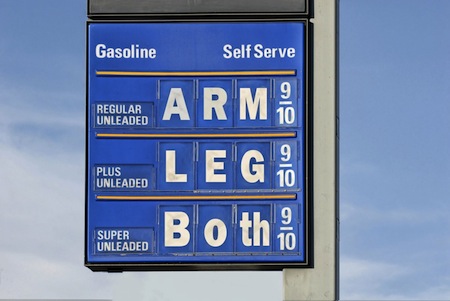 Gasoline Self Serve
REGULAR UNLEADED ARM 9/10
PLUS UNLEADED LEG 9/10
SUPER UNLEADED Both 9/10